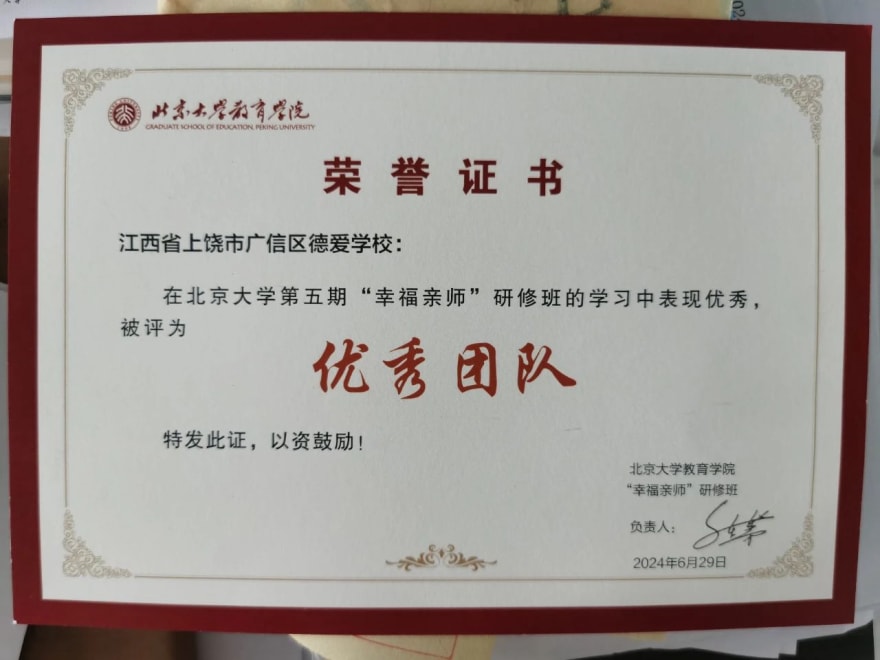 北京大学教育学院
GRADUATE SCHOOL OF EDUCATION, PEKING UNIVERSITY
荣誉证书
江西省上饶市广信区德爱学校：
在北京大学第五期“幸福亲师”研修班的学习中表现优秀，
被评为
优秀团队
特发此证，以资鼓励！
北京大学教育学院
“幸福亲师”研修班
负责人：
2024年6月29日